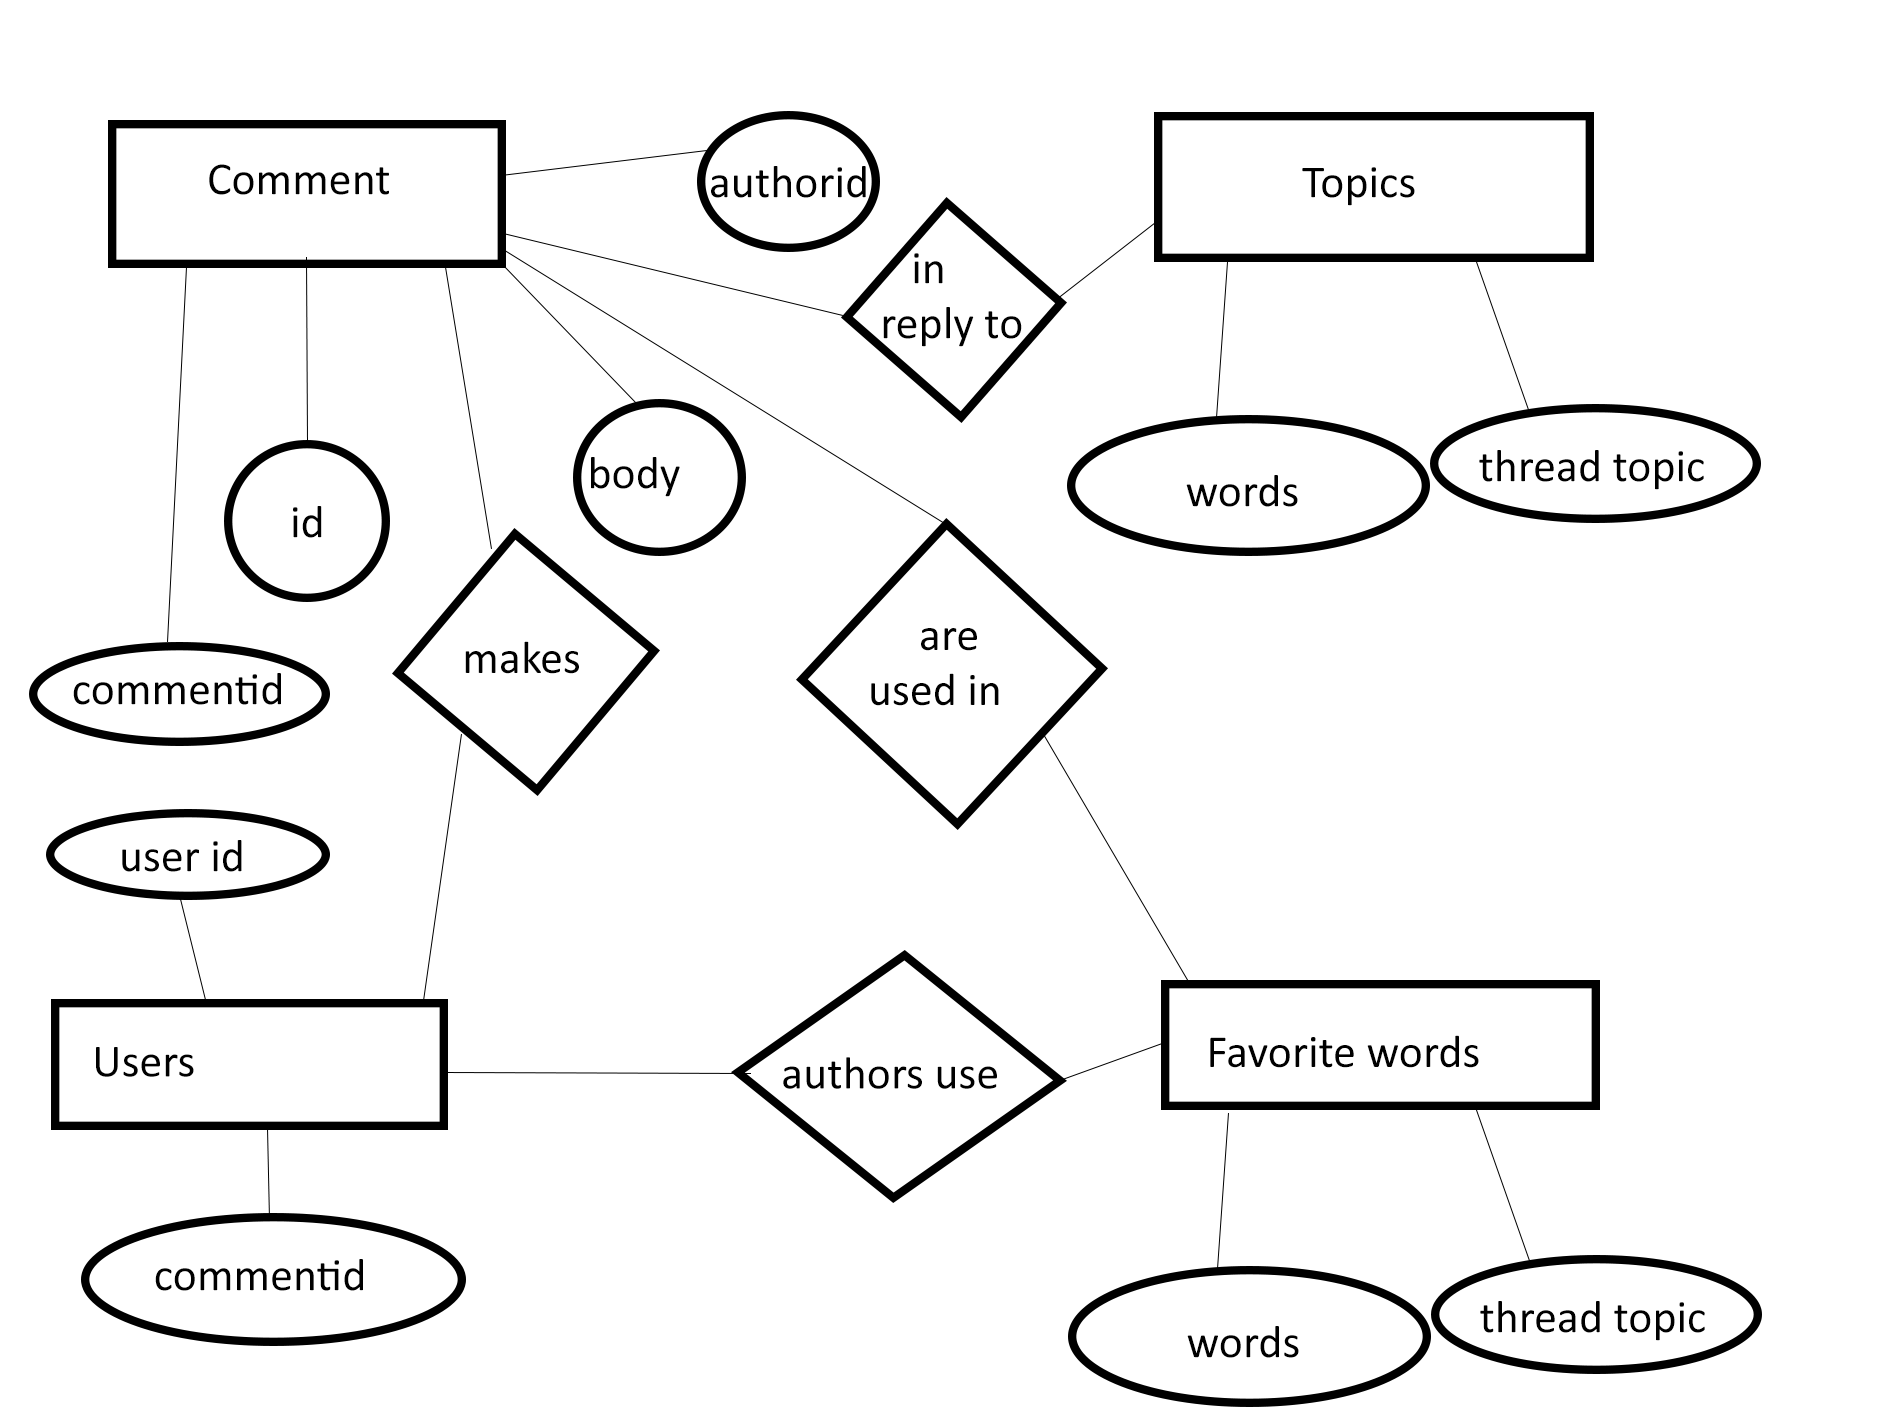 Comment
authorid
Topics
in
reply to
body
words
thread topic
id
makes
are
used in
commentid
user id
Users
authors use
Favorite words
commentid
words
thread topic